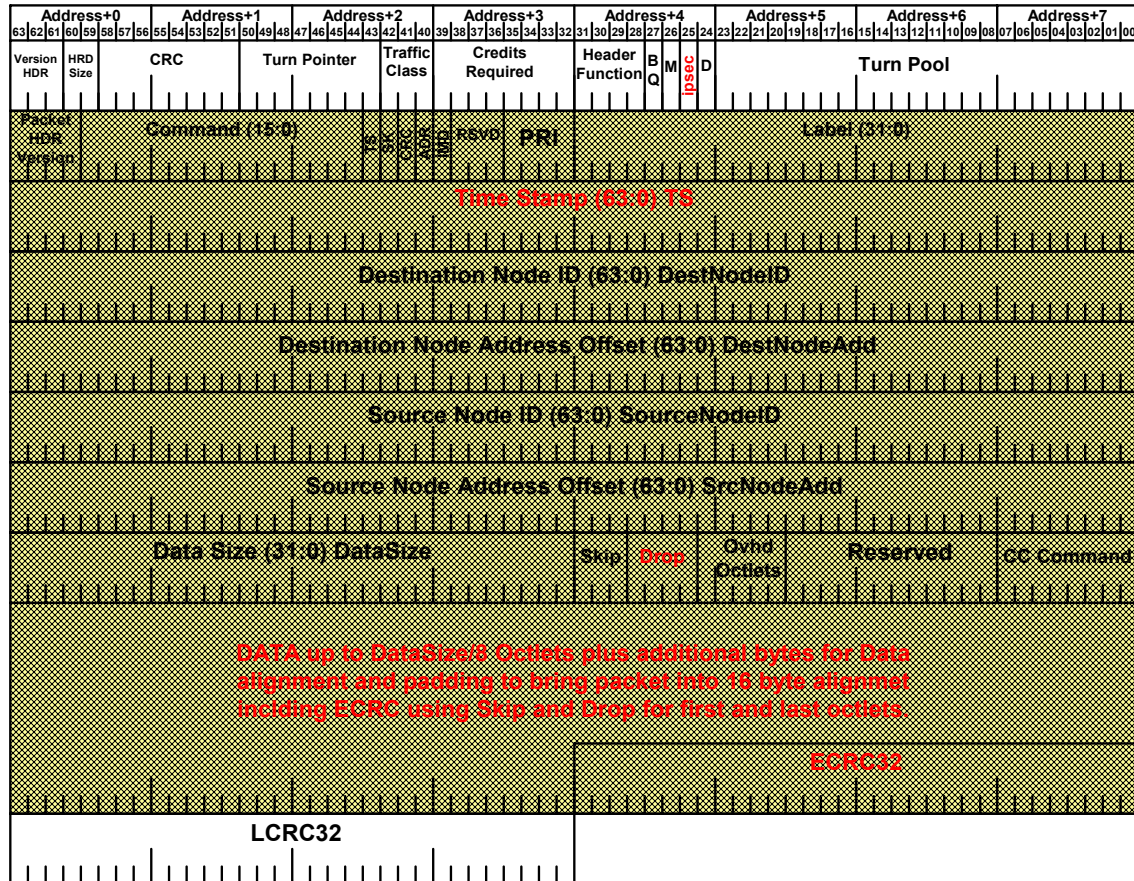 Address+0 Address+1 Address+2 Address+3 Address+4 Address+5 Address+6 Address+7
63 62 61 60 59 58 57 56 55 54 53 52 51 50 49 48 47 46 45 44 43 42 41 40 39 38 37 36 35 34 33 32 31 30 29 28 27 26 25 24 23 22 21 20 19 18 17 16 15 14 13 12 11 10 09 08 07 06 05 04 03 02 01 00
Version HDR
HRD Size
CRC
Turn Pointer
Traffic Class
Credits Required
Header Function
B Q
M
ipsec
D
Turn Pool
Packet
HDR
Version
Command (15:0)
TS
CRC
ADR
IMD
RSVD
PRI
Label (31:0)
Time Stamp (63:0) TS
Destination Node ID (63:0) DestNodeID
Destination Node Address Offset (63:0) DestNodeAdd
Source Node ID (63:0) SourceNodeID
Source Node Address Offset (63:0) SrcNodeAdd
Data Size (31:0) DataSize
Skip
Drop
Ovhd
Octlets
Reserved
CC Command
DATA up to DataSize/8 Octlets plus additional bytes for Data
alignment and padding to bring packet into 16 byte alignmet
inciding ECRC using Skip and Drop for first and last octlets.
ECRC32
LCRC32